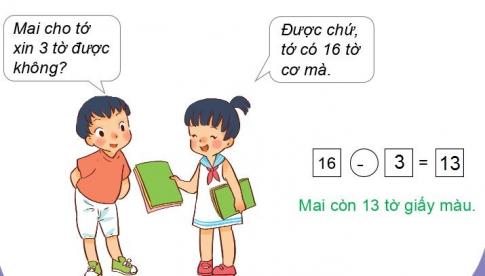 Mai cho tớ
xin 3 tờ được
không?
Được chứ,
tớ có 16 tờ
cơ mà.
16 - 3 = 13
Mai còn 13 tờ giấy màu.